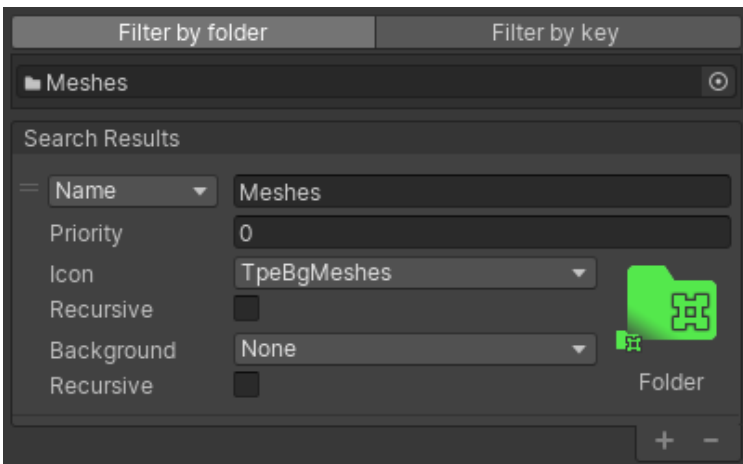 Filter by folder Filter by key
Meshes
Search Results
Name Meshes
Priority 0
Icon TpeBgMeshes
Recursive
Background None
Recursive
Folder